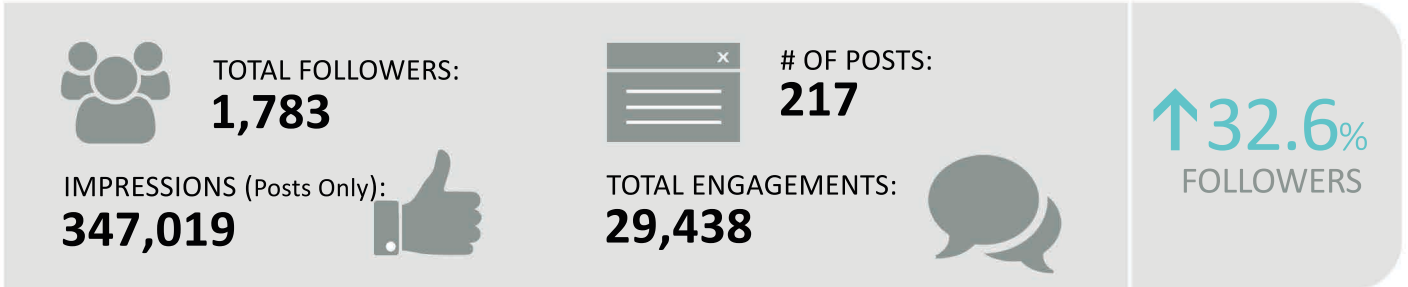 TOTAL FOLLOWERS:
1,783
# OF POSTS:
217
IMPRESSIONS (Posts Only):
347,019
TOTAL ENGAGEMENTS:
29,438
↑32.6%
FOLLOWERS